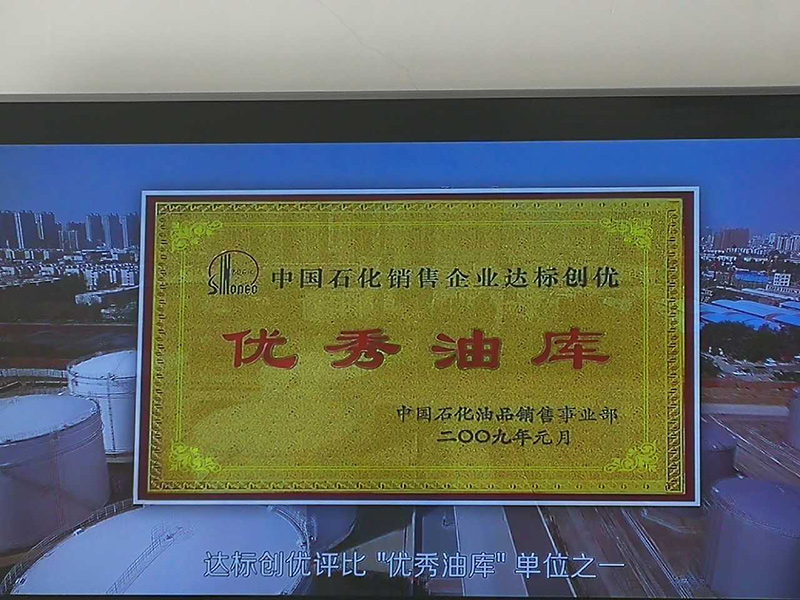 SINOPEC
中国石化销售企业达标创优
优秀油库
中国石化油品销售事业部
二〇〇九年元月
达标创优评比 "优秀油库" 单位之一